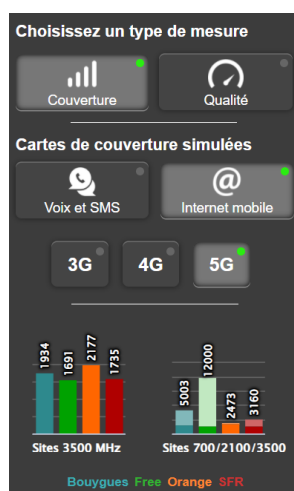 Choisissez un type de mesure
Couverture
Qualité
Cartes de couverture simulées
Voix et SMS
@
Internet mobile
3G
4G
5G
1934
1691
2177
1735
5003
12000
2473
3160
Sites 3500 MHz
Sites 700/2100/3500
Bouygues Free Orange SFR